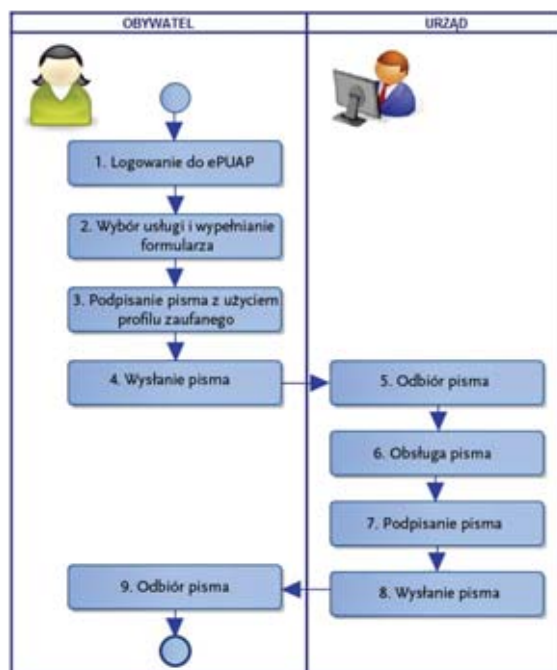 OBYWATEL
URZĄD
1. Logowanie do ePUAP
2. Wybór usługi i wypełnianie
formularza
3. Podpisanie pisma z użyciem
profilu zaufanego
4. Wysłanie pisma
5. Odbiór pisma
6. Obsługa pisma
7. Podpisanie pisma
8. Wysłanie pisma
9. Odbiór pisma